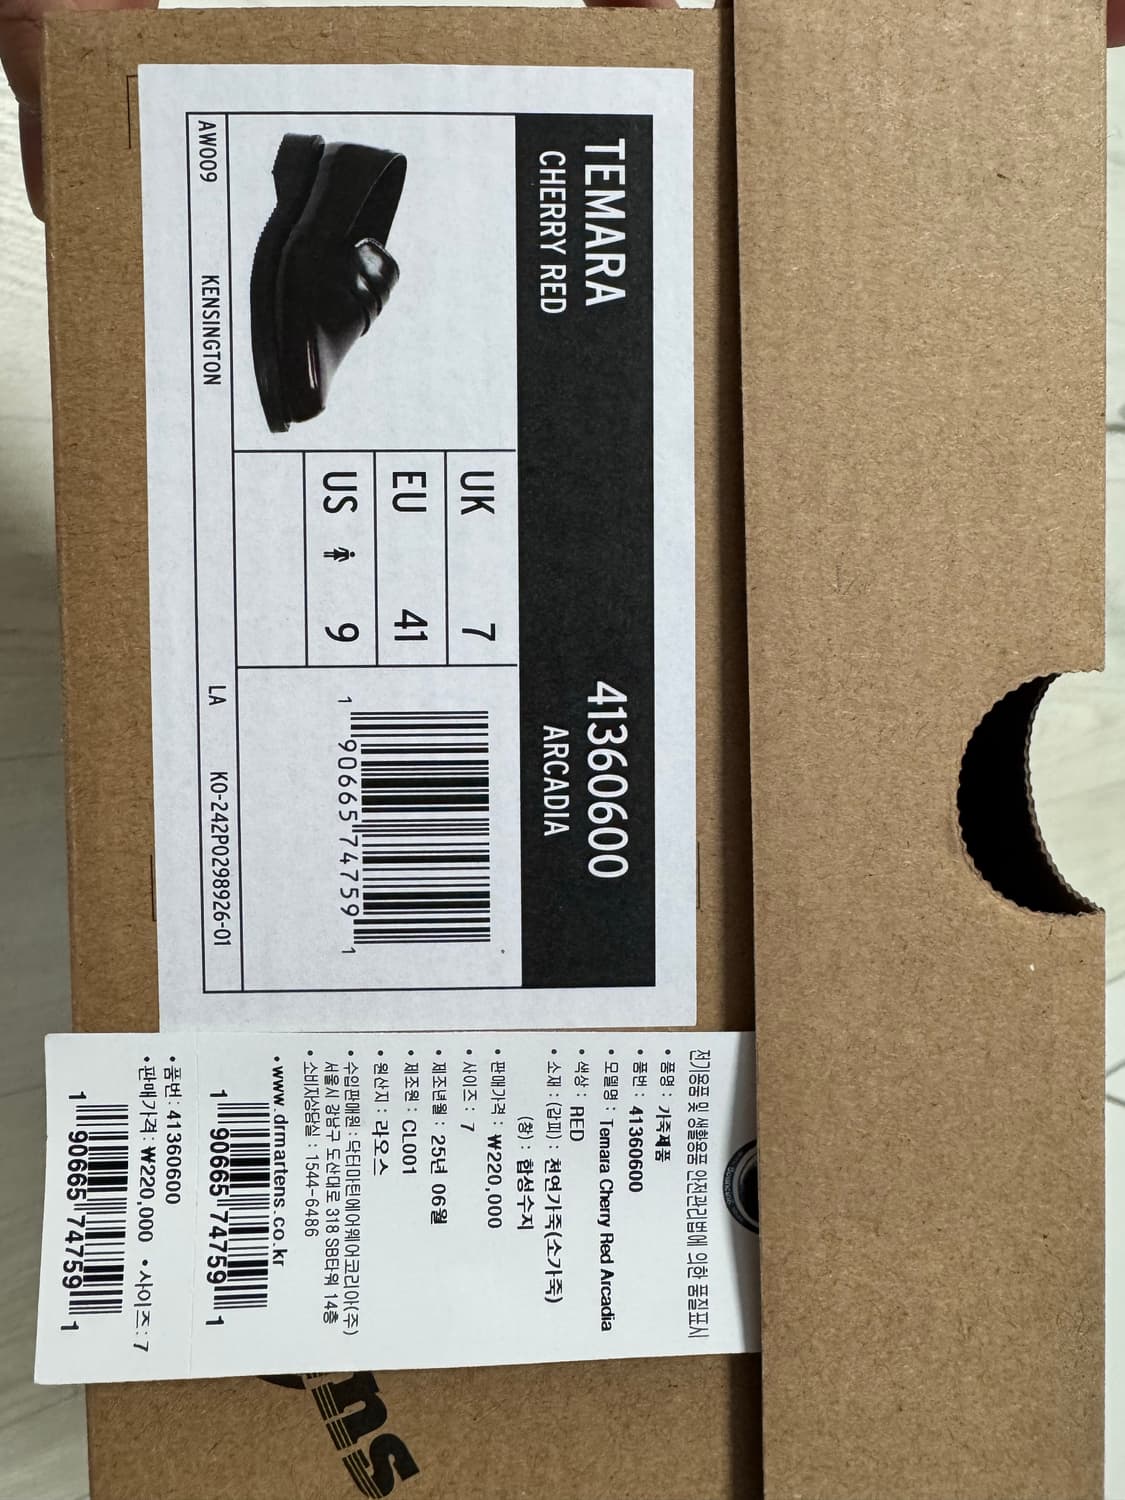 TEMARA 41360600
CHERRY RED ARCADIA
UK 7
EU 41
US 9
1 90665 74759 1
AW009 KENSINGTON LA KO-242P0298926-01
전기용품 및 생활용품 안전관리법에 의한 품질표시
• 품명 : 가죽제품
• 품번 : 41360600
• 모델명 : Temara Cherry Red Arcadia
• 색상 : RED
• 소재 : (갑피) : 천연가죽(소가죽)
(창) : 합성수지
• 판매가격 : ₩220,000
• 사이즈 : 7
• 제조년월 : 25년 06월
• 제조원 : CL001
• 원산지 : 라오스
• 수입판매원 : 닥터마틴에어웨어코리아(주)
서울시 강남구 도산대로 318 SB타워 14층
• 소비자상담실 : 1544-6486
• www.drmartens.co.kr
1 90665 74759 1
• 품번 : 41360600
• 판매가격 : ₩220,000 • 사이즈 : 7
1 90665 74759 1
ns